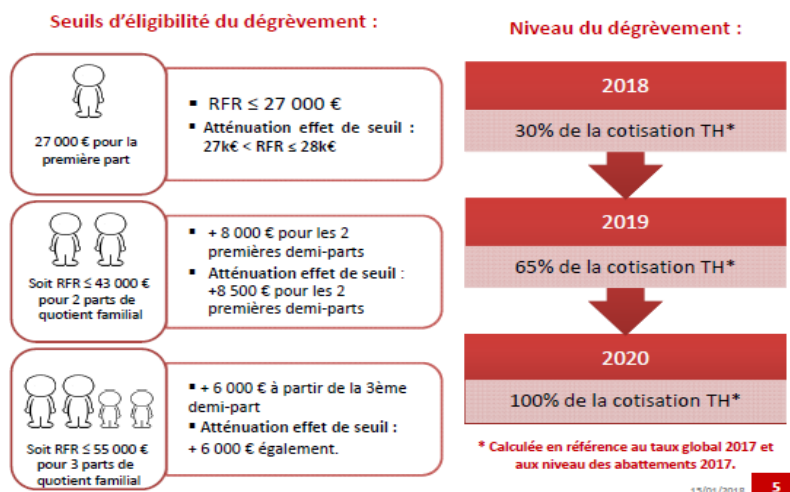 Seuils d’éligibilité du dégrèvement :
27 000 € pour la
première part
▪ RFR ≤ 27 000 €
▪ Atténuation effet de seuil :
27k€ < RFR ≤ 28k€
Soit RFR ≤ 43 000 €
pour 2 parts de
quotient familial
▪ + 8 000 € pour les 2
premières demi-parts
▪ Atténuation effet de seuil :
+8 500 € pour les 2
premières demi-parts
Soit RFR ≤ 55 000 €
pour 3 parts de
quotient familial
▪ + 6 000 € à partir de la 3ème
demi-part
▪ Atténuation effet de seuil :
+ 6 000 € également.
Niveau du dégrèvement :
2018
30% de la cotisation TH*
2019
65% de la cotisation TH*
2020
100% de la cotisation TH*
* Calculée en référence au taux global 2017 et
aux niveau des abattements 2017.
15/01/2018
5